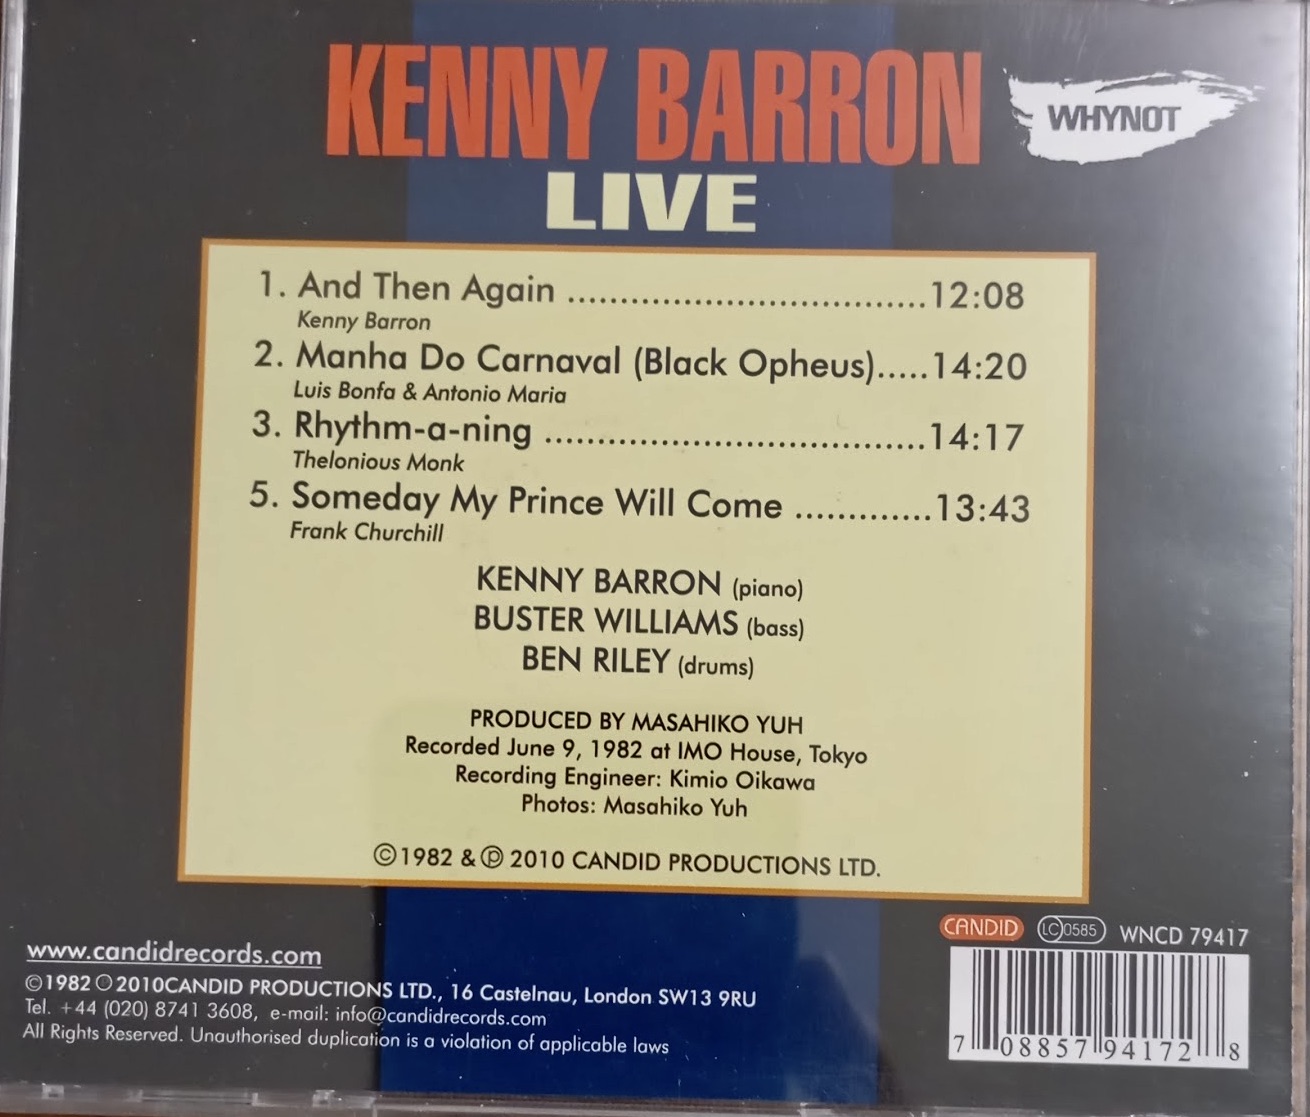 KENNY BARRON
WHYNOT
LIVE
1. And Then Again ..................................12:08
Kenny Barron
2. Manha Do Carnaval (Black Opheus).....14:20
Luis Bonfa & Antonio Maria
3. Rhythm-a-ning ....................................14:17
Thelonious Monk
5. Someday My Prince Will Come .............13:43
Frank Churchill
KENNY BARRON (piano)
BUSTER WILLIAMS (bass)
BEN RILEY (drums)
PRODUCED BY MASAHIKO YUH
Recorded June 9, 1982 at IMO House, Tokyo
Recording Engineer: Kimio Oikawa
Photos: Masahiko Yuh
©1982 & ℗ 2010 CANDID PRODUCTIONS LTD.
CANDID LC0585 WNCD 79417
www.candidrecords.com
©1982 ℗ 2010CANDID PRODUCTIONS LTD., 16 Castelnau, London SW13 9RU
Tel. +44 (020) 8741 3608, e-mail: info@candidrecords.com
All Rights Reserved. Unauthorised duplication is a violation of applicable laws
7 08857 94172 8